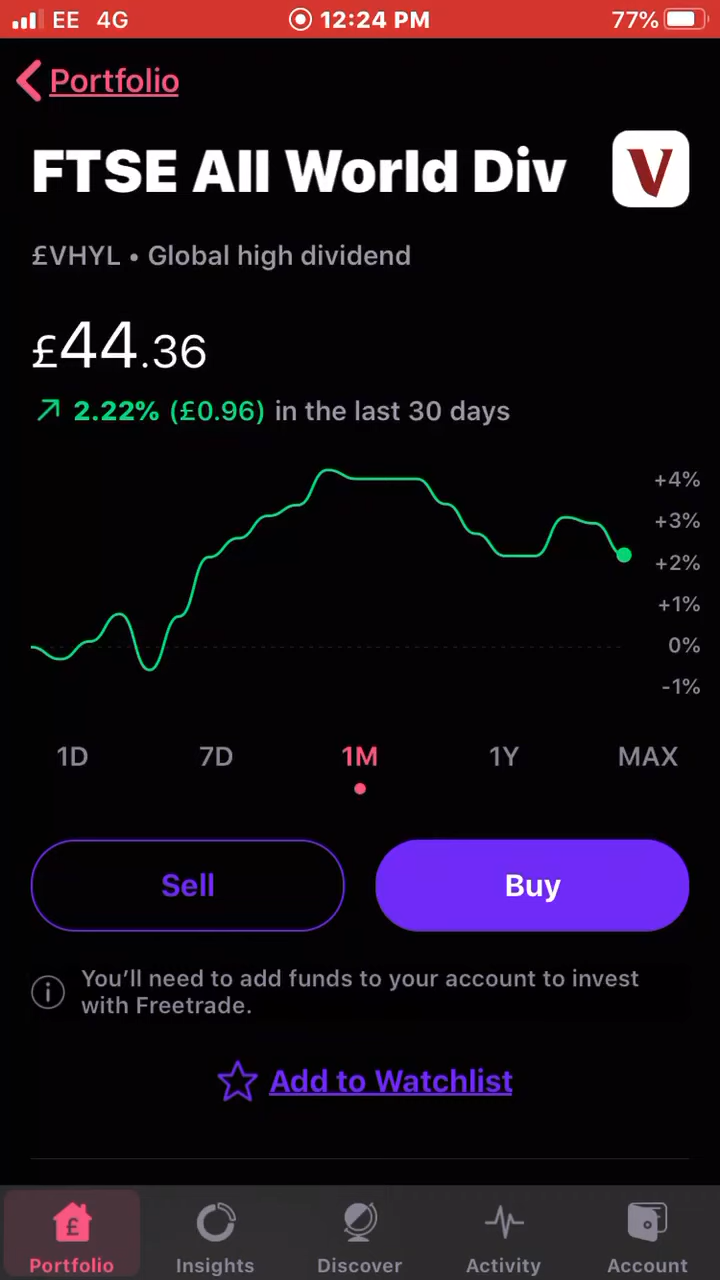 EE 4G 12:24 PM 77%
Portfolio
FTSE All World Div
V
£VHYL • Global high dividend
£44.36
2.22% (£0.96) in the last 30 days
+4%
+3%
+2%
+1%
0%
-1%
1D 7D 1M 1Y MAX
Sell Buy
You’ll need to add funds to your account to invest
with Freetrade.
Add to Watchlist
£
Portfolio Insights Discover Activity Account